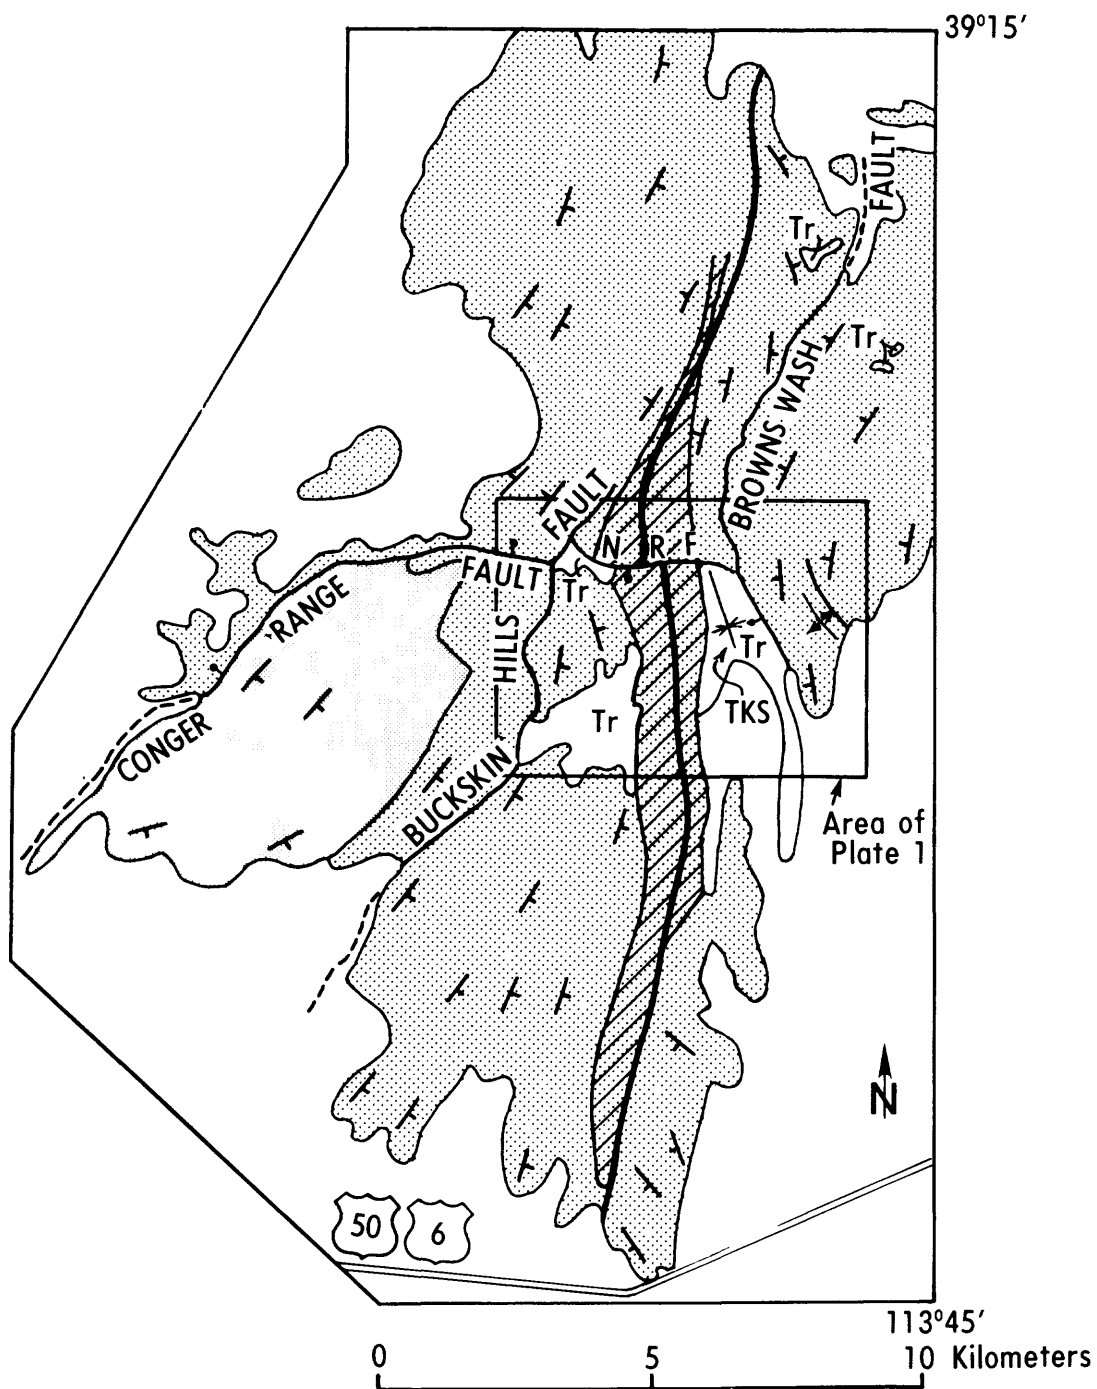 39°15′
FAULT
Tr
Tr
BROWNS WASH
FAULT
N R F
FAULT
Tr
RANGE
HILLS
Tr
TKS
Tr
CONGER
BUCKSKIN
Area of
Plate 1
N
50 6
113°45′
0 5 10 Kilometers